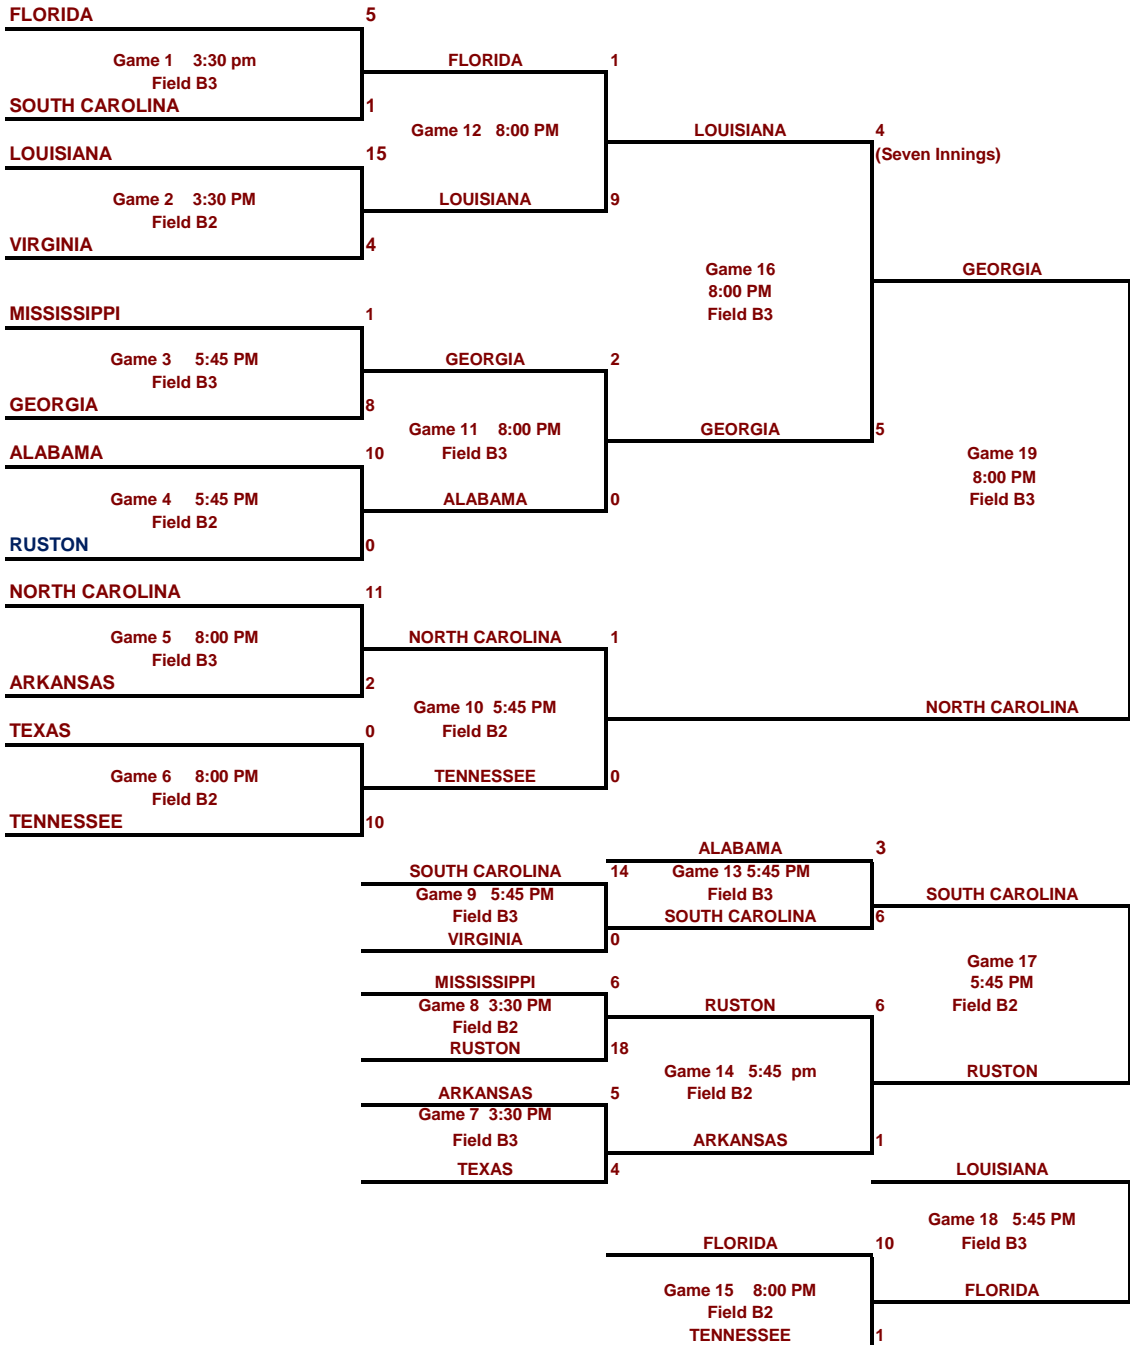 FLORIDA 5
Game 1 3:30 pm FLORIDA 1
Field B3
SOUTH CAROLINA 1
Game 12 8:00 PM LOUISIANA 4
LOUISIANA 15 (Seven Innings)
Game 2 3:30 PM LOUISIANA 9
Field B2
VIRGINIA 4
Game 16 GEORGIA
8:00 PM
MISSISSIPPI 1 Field B3
Game 3 5:45 PM GEORGIA 2
Field B3
GEORGIA 8
Game 11 8:00 PM GEORGIA 5
ALABAMA 10 Field B3 Game 19
8:00 PM
Game 4 5:45 PM ALABAMA 0 Field B3
Field B2
RUSTON 0
NORTH CAROLINA 11
Game 5 8:00 PM NORTH CAROLINA 1
Field B3
ARKANSAS 2
Game 10 5:45 PM NORTH CAROLINA
TEXAS 0 Field B2
Game 6 8:00 PM TENNESSEE 0
Field B2
TENNESSEE 10
ALABAMA 3
SOUTH CAROLINA 14 Game 13 5:45 PM
Game 9 5:45 PM Field B3 SOUTH CAROLINA
Field B3 SOUTH CAROLINA 6
VIRGINIA 0
Game 17
MISSISSIPPI 6 5:45 PM
Game 8 3:30 PM RUSTON 6 Field B2
Field B2
RUSTON 18
Game 14 5:45 pm RUSTON
ARKANSAS 5 Field B2
Game 7 3:30 PM
Field B3 ARKANSAS 1
TEXAS 4 LOUISIANA
Game 18 5:45 PM
FLORIDA 10 Field B3
Game 15 8:00 PM FLORIDA
Field B2
TENNESSEE 1